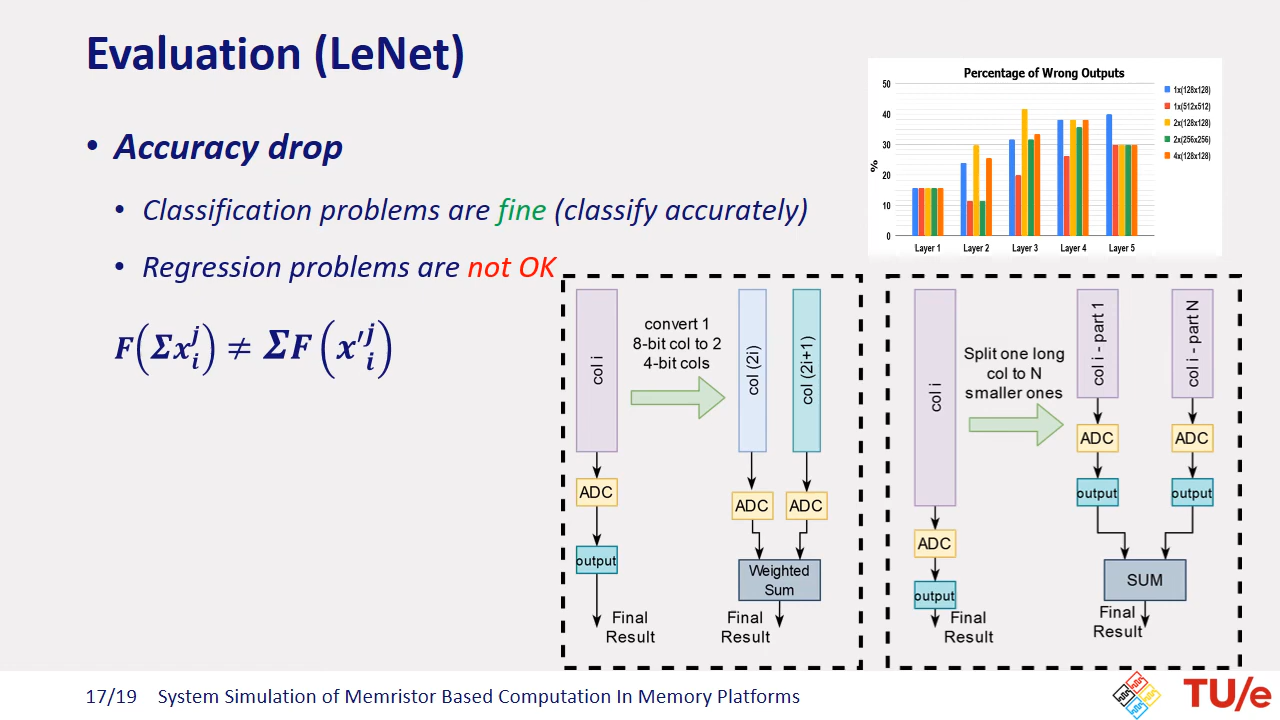 Evaluation (LeNet)
• Accuracy drop
• Classification problems are fine (classify accurately)
• Regression problems are not OK
F(Σx_i^j) ≠ ΣF(x'_i^j)
Percentage of Wrong Outputs
%
50
40
30
20
10
0
Layer 1 Layer 2 Layer 3 Layer 4 Layer 5
1x(128x128)
1x(512x512)
2x(128x128)
2x(256x256)
4x(128x128)
col i
convert 1
8-bit col to 2
4-bit cols
col (2i)
col (2i+1)
ADC
ADC
ADC
output
Weighted
Sum
Final
Result
Final
Result
col i
Split one long
col to N
smaller ones
col i - part 1
col i - part N
ADC
ADC
output
output
ADC
output
SUM
Final
Result
Final
Result
17/19 System Simulation of Memristor Based Computation In Memory Platforms
TU/e